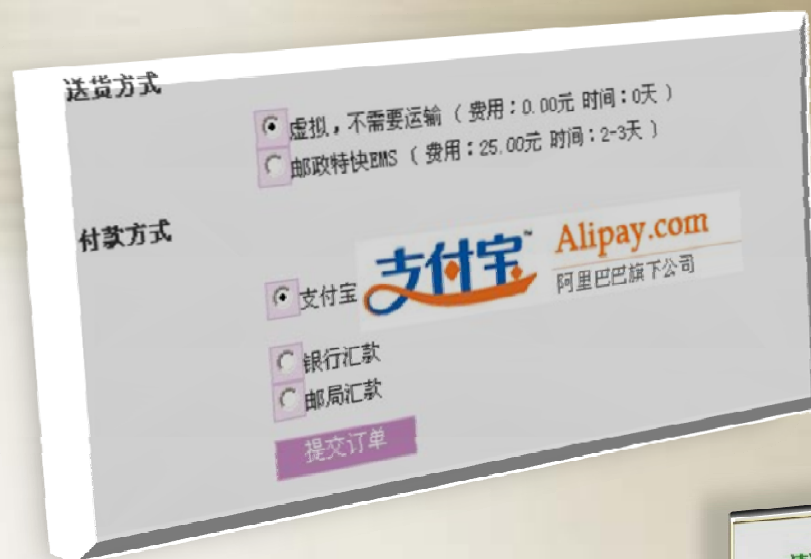 送货方式
虚拟，不需要运输 （ 费用：0.00元 时间：0天 ）
邮政特快EMS （ 费用：25.00元 时间：2-3天 ）
付款方式
支付宝 支付宝™ Alipay.com
阿里巴巴旗下公司
银行汇款
邮局汇款
提交订单